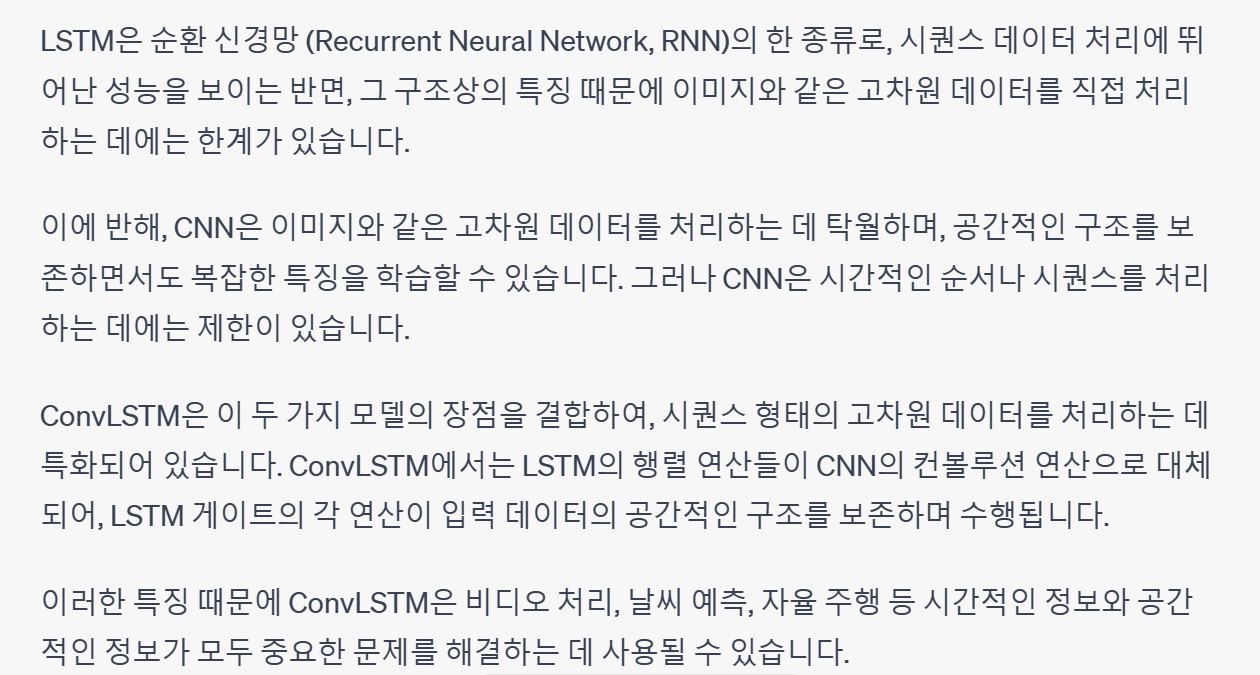 LSTM은 순환 신경망 (Recurrent Neural Network, RNN)의 한 종류로, 시퀀스 데이터 처리에 뛰
어난 성능을 보이는 반면, 그 구조상의 특징 때문에 이미지와 같은 고차원 데이터를 직접 처리
하는 데에는 한계가 있습니다.
이에 반해, CNN은 이미지와 같은 고차원 데이터를 처리하는 데 탁월하며, 공간적인 구조를 보
존하면서도 복잡한 특징을 학습할 수 있습니다. 그러나 CNN은 시간적인 순서나 시퀀스를 처리
하는 데에는 제한이 있습니다.
ConvLSTM은 이 두 가지 모델의 장점을 결합하여, 시퀀스 형태의 고차원 데이터를 처리하는 데
특화되어 있습니다. ConvLSTM에서는 LSTM의 행렬 연산들이 CNN의 컨볼루션 연산으로 대체
되어, LSTM 게이트의 각 연산이 입력 데이터의 공간적인 구조를 보존하며 수행됩니다.
이러한 특징 때문에 ConvLSTM은 비디오 처리, 날씨 예측, 자율 주행 등 시간적인 정보와 공간
적인 정보가 모두 중요한 문제를 해결하는 데 사용될 수 있습니다.